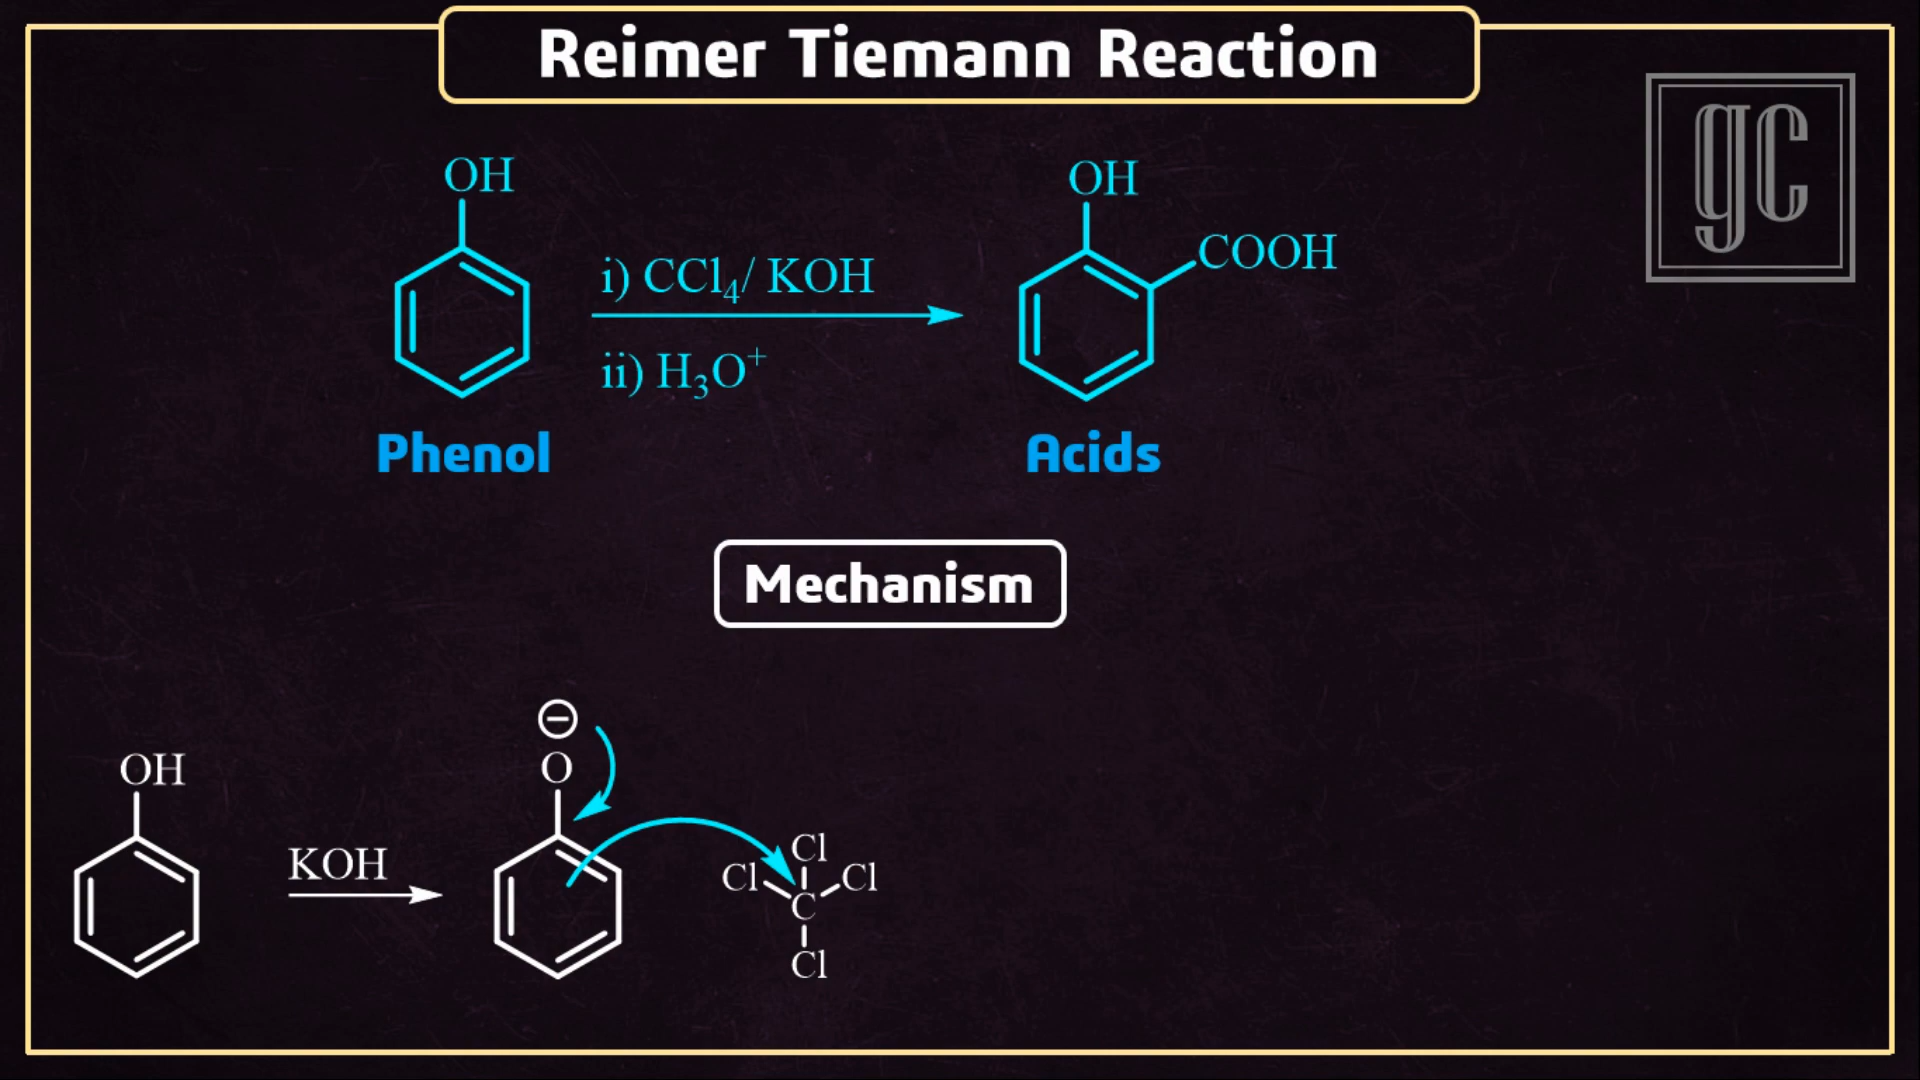 Reimer Tiemann Reaction
gc
OH
OH
COOH
i) CCl₄/ KOH
ii) H₃O⁺
Phenol
Acids
Mechanism
⊖
OH
O
KOH
Cl
Cl
Cl
C
Cl